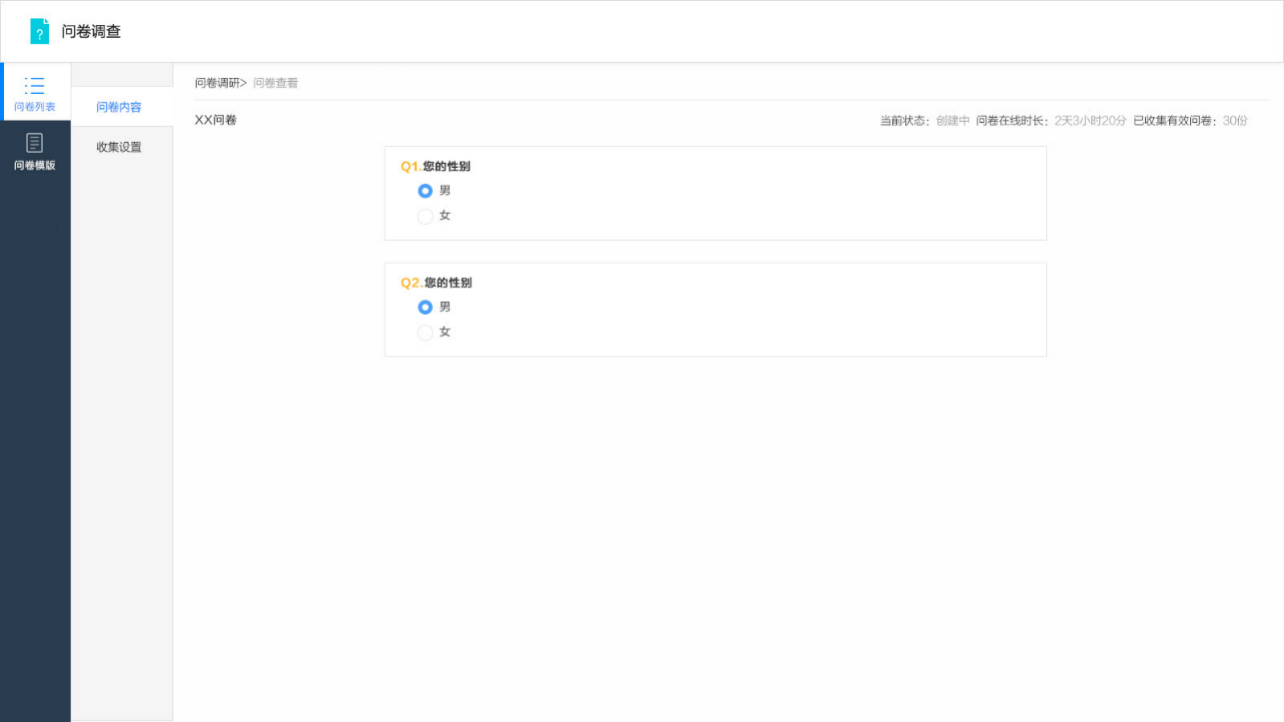 问卷调查
问卷列表
问卷模版
问卷内容
收集设置
问卷调研> 问卷查看
XX问卷
当前状态：创建中 问卷在线时长：2天3小时20分 已收集有效问卷：30份
Q1.您的性别
男
女
Q2.您的性别
男
女